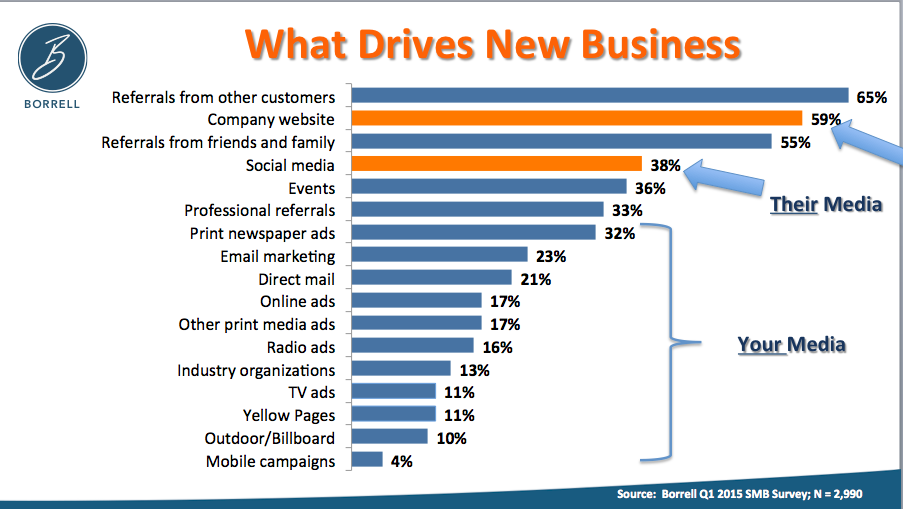 What Drives New Business
BORRELL
Referrals from other customers 65%
Company website 59%
Referrals from friends and family 55%
Social media 38%
Events 36%
Professional referrals 33%
Print newspaper ads 32%
Email marketing 23%
Direct mail 21%
Online ads 17%
Other print media ads 17%
Radio ads 16%
Industry organizations 13%
TV ads 11%
Yellow Pages 11%
Outdoor/Billboard 10%
Mobile campaigns 4%
Their Media
Your Media
Source: Borrell Q1 2015 SMB Survey; N = 2,990